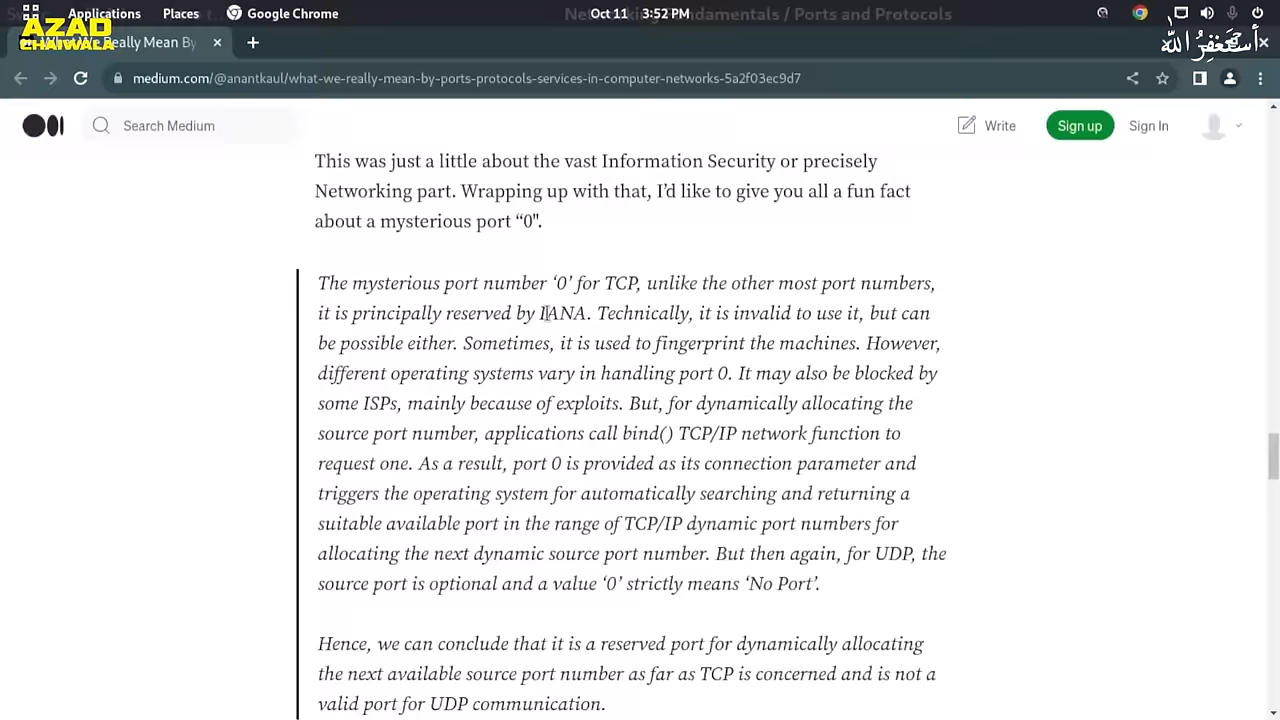 Applications Places Google Chrome Oct 11 3:52 PM Networking Fundamentals / Ports and Protocols
AZAD
CHAIWALA
Really Mean By
أستغفر الله
medium.com/@anantkaul/what-we-really-mean-by-ports-protocols-services-in-computer-networks-5a2f03ec9d7
Search Medium Write Sign up Sign In
This was just a little about the vast Information Security or precisely
Networking part. Wrapping up with that, I’d like to give you all a fun fact
about a mysterious port “0".
The mysterious port number ‘0’ for TCP, unlike the other most port numbers,
it is principally reserved by IANA. Technically, it is invalid to use it, but can
be possible either. Sometimes, it is used to fingerprint the machines. However,
different operating systems vary in handling port 0. It may also be blocked by
some ISPs, mainly because of exploits. But, for dynamically allocating the
source port number, applications call bind() TCP/IP network function to
request one. As a result, port 0 is provided as its connection parameter and
triggers the operating system for automatically searching and returning a
suitable available port in the range of TCP/IP dynamic port numbers for
allocating the next dynamic source port number. But then again, for UDP, the
source port is optional and a value ‘0’ strictly means ‘No Port’.
Hence, we can conclude that it is a reserved port for dynamically allocating
the next available source port number as far as TCP is concerned and is not a
valid port for UDP communication.